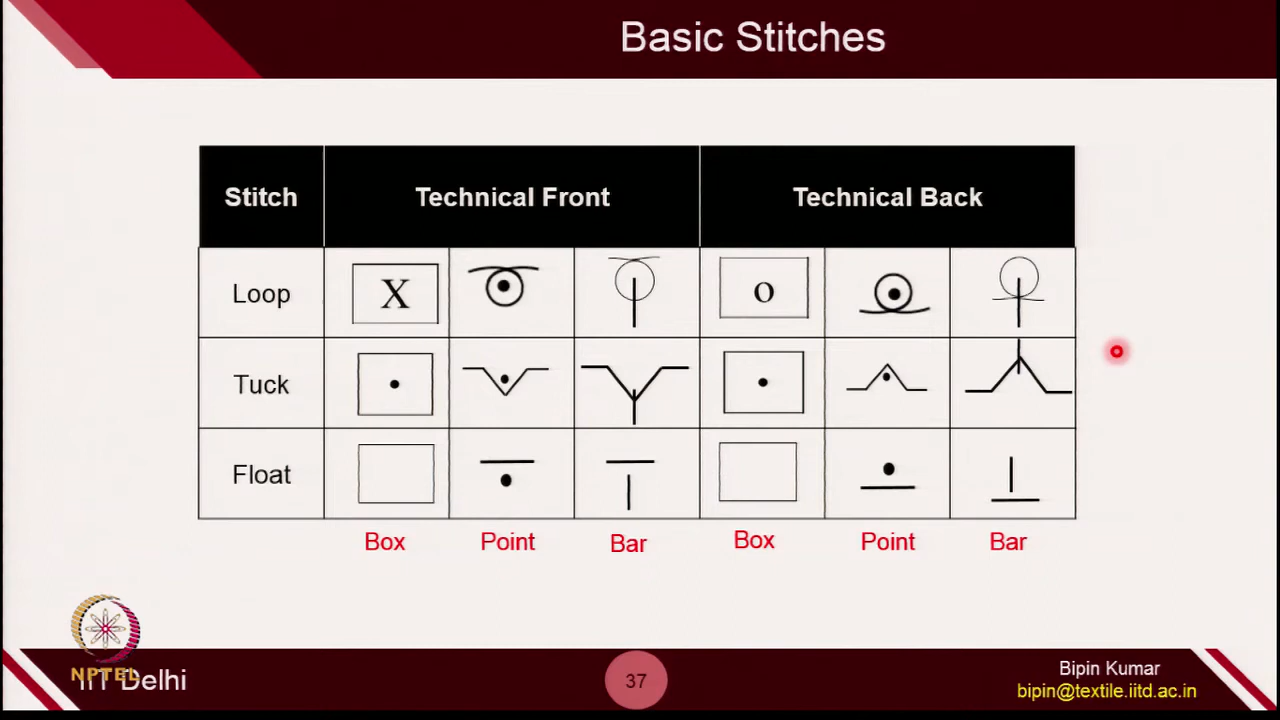 Basic Stitches
Stitch Technical Front Technical Back
Loop X o
Tuck
Float
Box Point Bar Box Point Bar
NPTEL
IIT Delhi
37
Bipin Kumar
bipin@textile.iitd.ac.in